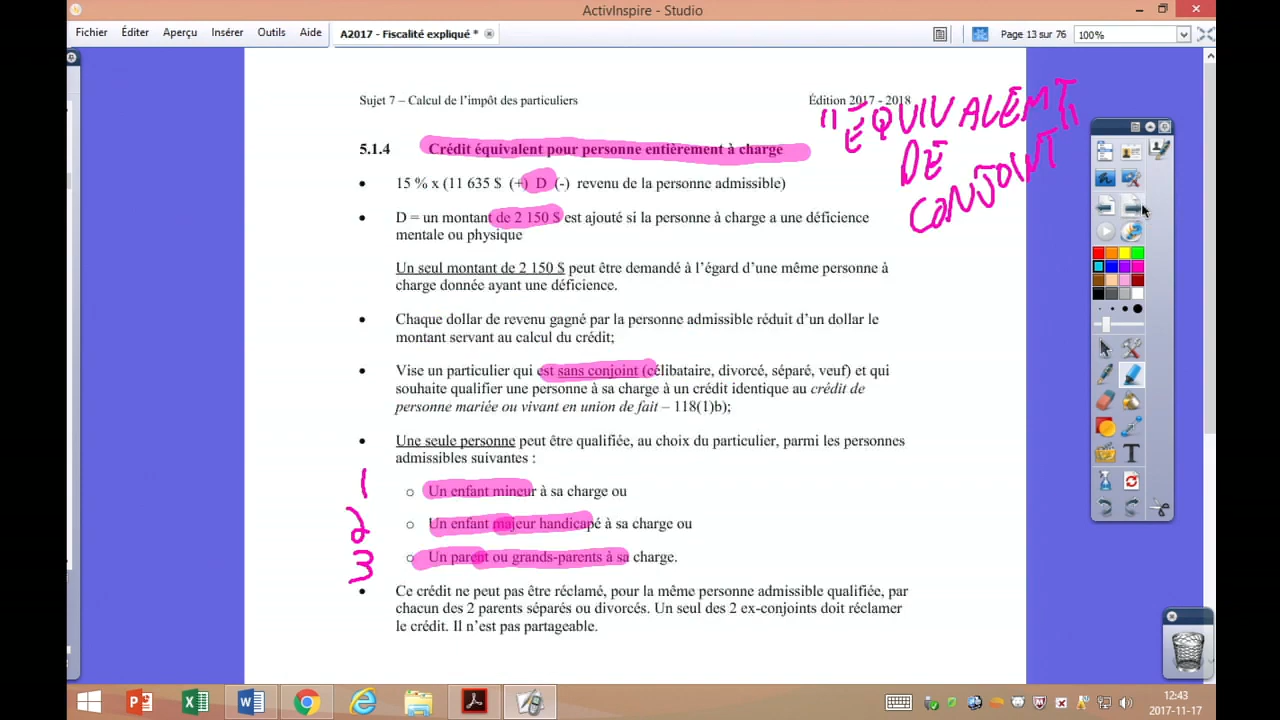 ActivInspire - Studio
Fichier Éditer Aperçu Insérer Outils Aide A2017 - Fiscalité expliqué * Page 13 sur 76 100%
Sujet 7 – Calcul de l'impôt des particuliers Édition 2017 - 2018
"ÉQUIVALENT"
DE
CONJOINT
5.1.4 Crédit équivalent pour personne entièrement à charge
• 15 % x (11 635 $ (+) D (-) revenu de la personne admissible)
• D = un montant de 2 150 $ est ajouté si la personne à charge a une déficience
mentale ou physique
Un seul montant de 2 150 $ peut être demandé à l'égard d'une même personne à
charge donnée ayant une déficience.
• Chaque dollar de revenu gagné par la personne admissible réduit d'un dollar le
montant servant au calcul du crédit;
• Vise un particulier qui est sans conjoint (célibataire, divorcé, séparé, veuf) et qui
souhaite qualifier une personne à sa charge à un crédit identique au crédit de
personne mariée ou vivant en union de fait – 118(1)b);
• Une seule personne peut être qualifiée, au choix du particulier, parmi les personnes
admissibles suivantes :
1 o Un enfant mineur à sa charge ou
2 o Un enfant majeur handicapé à sa charge ou
3 o Un parent ou grands-parents à sa charge.
• Ce crédit ne peut pas être réclamé, pour la même personne admissible qualifiée, par
chacun des 2 parents séparés ou divorcés. Un seul des 2 ex-conjoints doit réclamer
le crédit. Il n'est pas partageable.
12:43
2017-11-17